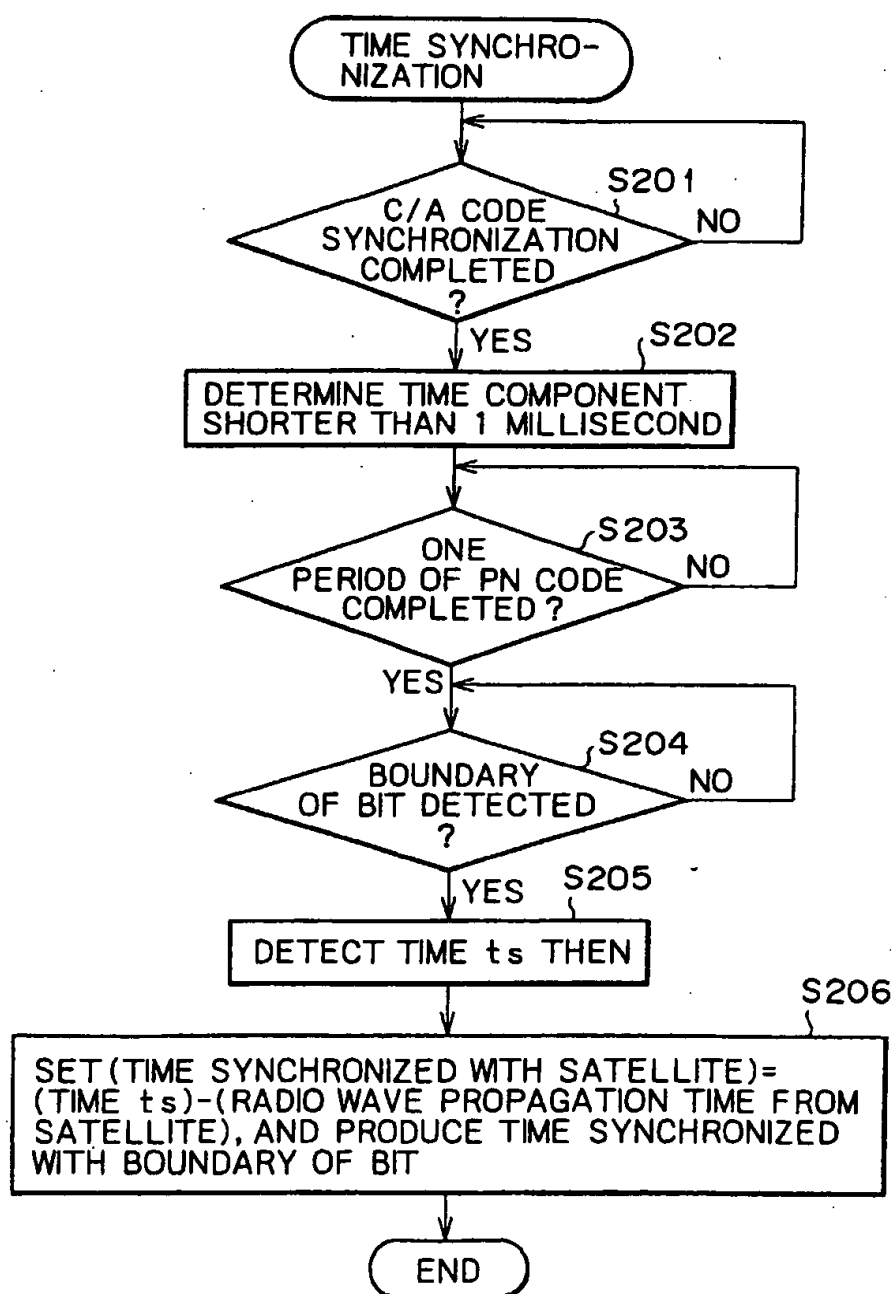 TIME SYNCHRO-
NIZATION
S201
C/A CODE
SYNCHRONIZATION
COMPLETED
?
NO
YES
S202
DETERMINE TIME COMPONENT
SHORTER THAN 1 MILLISECOND
S203
ONE
PERIOD OF PN CODE
COMPLETED ?
NO
YES
S204
BOUNDARY
OF BIT DETECTED
?
NO
YES
S205
DETECT TIME ts THEN
S206
SET(TIME SYNCHRONIZED WITH SATELLITE)=
(TIME ts)-(RADIO WAVE PROPAGATION TIME FROM
SATELLITE), AND PRODUCE TIME SYNCHRONIZED
WITH BOUNDARY OF BIT
END